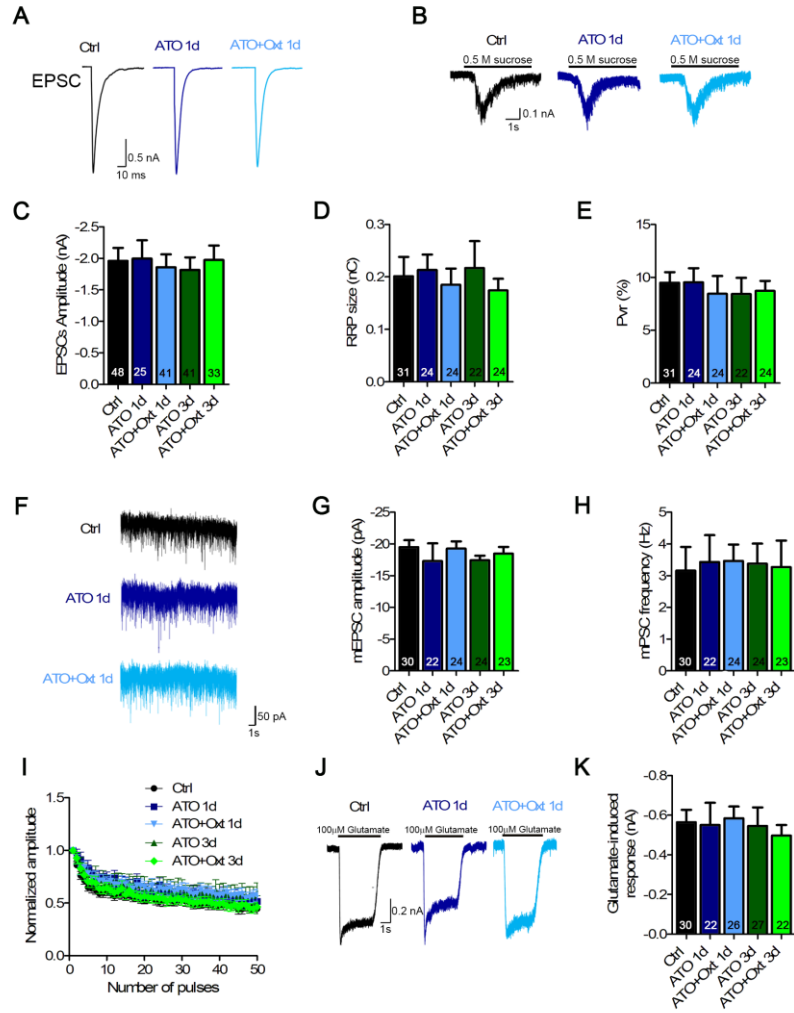 A
Ctrl
ATO 1d
ATO+Oxt 1d
EPSC
0.5 nA
10 ms
B
Ctrl
ATO 1d
ATO+Oxt 1d
0.5 M sucrose
0.5 M sucrose
0.5 M sucrose
0.1 nA
1s
C
EPSCs Amplitude (nA)
-2.5
-2.0
-1.5
-1.0
-0.5
0.0
48
25
41
41
33
Ctrl
ATO 1d
ATO+Oxt 1d
ATO 3d
ATO+Oxt 3d
D
RRP size (nC)
0.3
0.2
0.1
0.0
31
24
24
22
24
Ctrl
ATO 1d
ATO+Oxt 1d
ATO 3d
ATO+Oxt 3d
E
Pvr (%)
15
10
5
0
31
24
24
22
24
Ctrl
ATO 1d
ATO+Oxt 1d
ATO 3d
ATO+Oxt 3d
F
Ctrl
ATO 1d
ATO+Oxt 1d
50 pA
1s
G
mEPSC amplitude (pA)
-25
-20
-15
-10
-5
0
30
22
24
24
23
Ctrl
ATO 1d
ATO+Oxt 1d
ATO 3d
ATO+Oxt 3d
H
mPSC frequency (Hz)
5
4
3
2
1
0
30
22
24
24
23
Ctrl
ATO 1d
ATO+Oxt 1d
ATO 3d
ATO+Oxt 3d
I
Normalized amplitude
1.5
1.0
0.5
0.0
Ctrl
ATO 1d
ATO+Oxt 1d
ATO 3d
ATO+Oxt 3d
0
10
20
30
40
50
Number of pulses
J
Ctrl
ATO 1d
ATO+Oxt 1d
100µM Glutamate
100µM Glutamate
100µM Glutamate
0.2 nA
1s
K
Glutamate-induced
response (nA)
-0.8
-0.6
-0.4
-0.2
-0.0
30
22
26
27
22
Ctrl
ATO 1d
ATO+Oxt 1d
ATO 3d
ATO+Oxt 3d